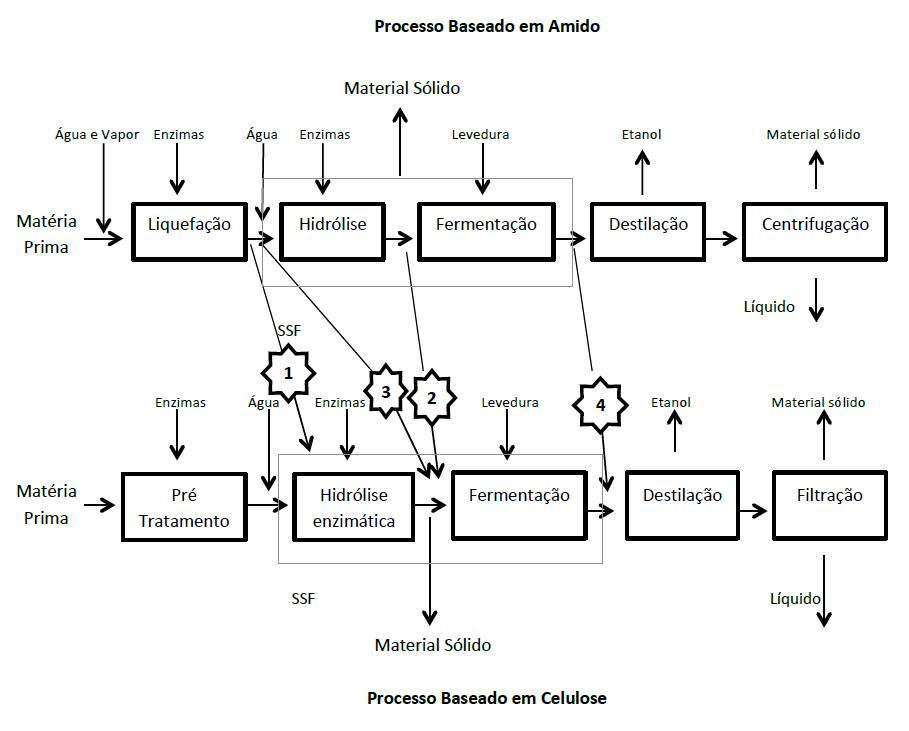 Processo Baseado em Amido
Material Sólido
Água e Vapor
Enzimas
Água
Enzimas
Levedura
Etanol
Material sólido
Matéria
Prima
Liquefação
Hidrólise
Fermentação
Destilação
Centrifugação
Líquido
SSF
1
3
2
4
Enzimas
Água
Enzimas
Levedura
Etanol
Material sólido
Matéria
Prima
Pré
Tratamento
Hidrólise
enzimática
Fermentação
Destilação
Filtração
SSF
Líquido
Material Sólido
Processo Baseado em Celulose